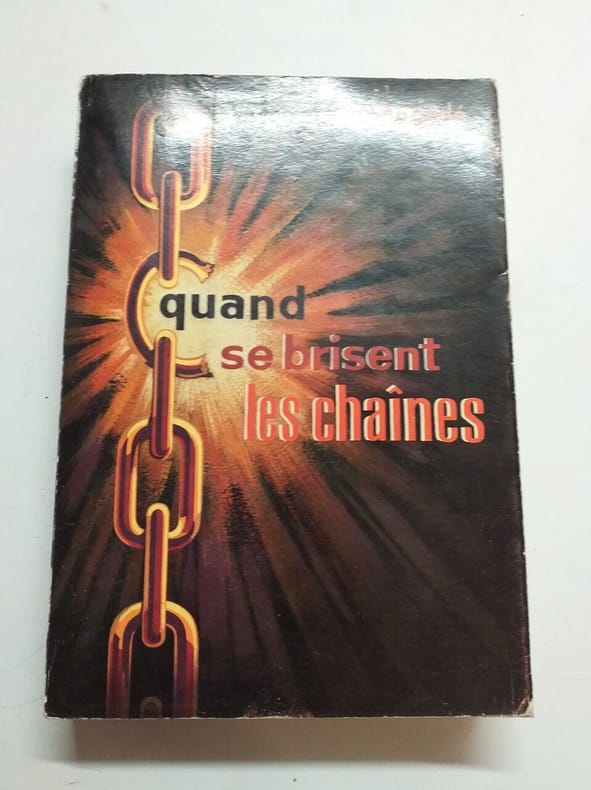 quand
se brisent
les chaînes